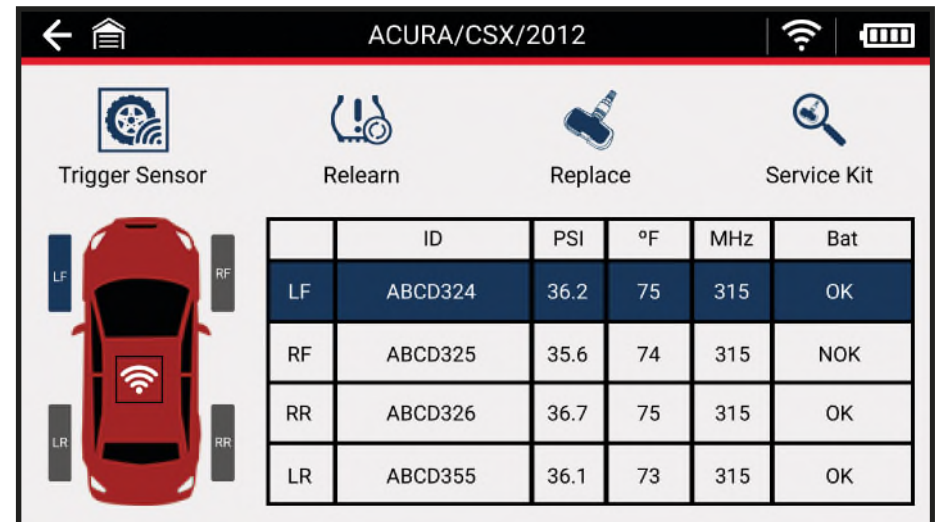 ACURA/CSX/2012
Trigger Sensor Relearn Replace Service Kit
LF RF
LR RR
ID PSI ºF MHz Bat
LF ABCD324 36.2 75 315 OK
RF ABCD325 35.6 74 315 NOK
RR ABCD326 36.7 75 315 OK
LR ABCD355 36.1 73 315 OK